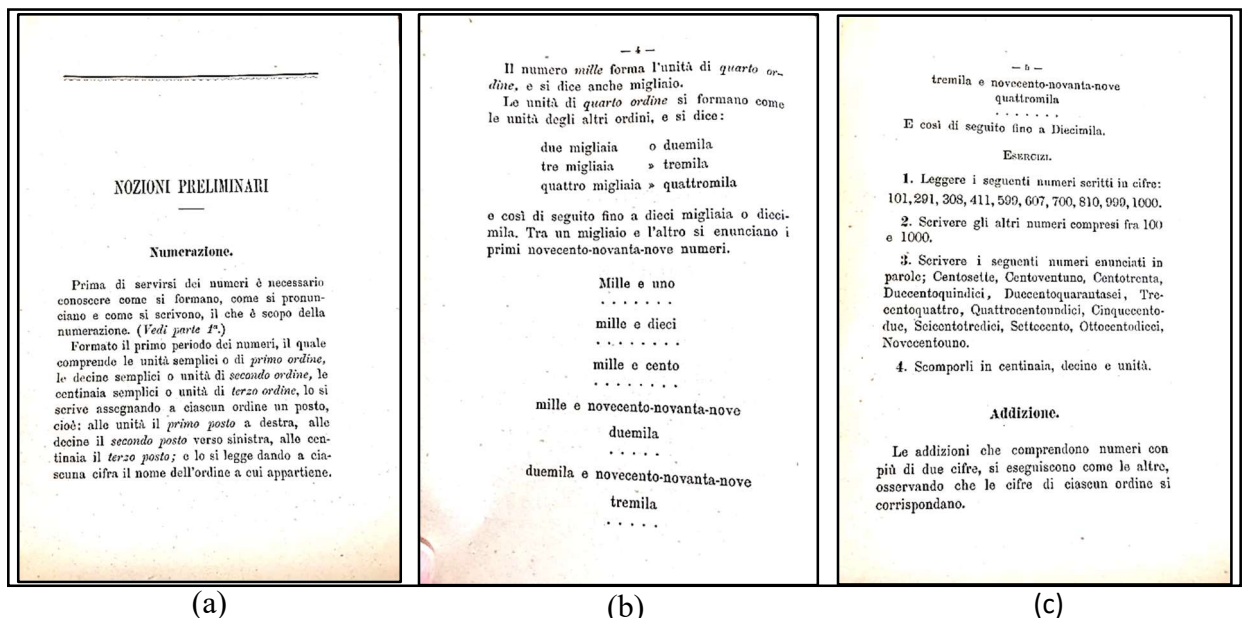 NOZIONI PRELIMINARI
Numerazione.
Prima di servirsi dei numeri è necessario
conoscere come si formano, come si pronun-
ciano e come si scrivono, il che è scopo della
numerazione. (Vedi parte 1ª.)
Formato il primo periodo dei numeri, il quale
comprende le unità semplici o di primo ordine,
le decine semplici o unità di secondo ordine, le
centinaia semplici o unità di terzo ordine, lo si
scrive assegnando a ciascun ordine un posto,
cioè: alle unità il primo posto a destra, alle
decine il secondo posto verso sinistra, alle cen-
tinaia il terzo posto; e lo si legge dando a cia-
scuna cifra il nome dell'ordine a cui appartiene.
(a)
— 4 —
Il numero mille forma l'unità di quarto or-
dine, e si dice anche migliaio.
Le unità di quarto ordine si formano come
le unità degli altri ordini, e si dice:
due migliaia o duemila
tre migliaia » tremila
quattro migliaia » quattromila
e così di seguito fino a dieci migliaia o dieci-
mila. Tra un migliaio e l'altro si enunciano i
primi novecento-novanta-nove numeri.
Mille e uno
. . . . . . .
mille e dieci
. . . . . . . .
mille e cento
. . . . . . . .
mille e novecento-novanta-nove
duemila
. . . . .
duemila e novecento-novanta-nove
tremila
. . . . .
(b)
— 5 —
tremila e novecento-novanta-nove
quattromila
. . . . . . .
E così di seguito fino a Diecimila.
ESERCIZI.
1. Leggere i seguenti numeri scritti in cifre:
101, 291, 308, 411, 599, 607, 700, 810, 999, 1000.
2. Scrivere gli altri numeri compresi fra 100
e 1000.
3. Scrivere i seguenti numeri enunciati in
parole; Centosette, Centoventuno, Centotrenta,
Duecentoquindici, Duecentoquarantasei, Tre-
centoquattro, Quattrocentoundici, Cinquecento-
due, Seicentotredici, Settecento, Ottocentodieci,
Novecentouno.
4. Scomporli in centinaia, decine e unità.
Addizione.
Le addizioni che comprendono numeri con
più di due cifre, si eseguiscono come le altre,
osservando che le cifre di ciascun ordine si
corrispondano.
(c)